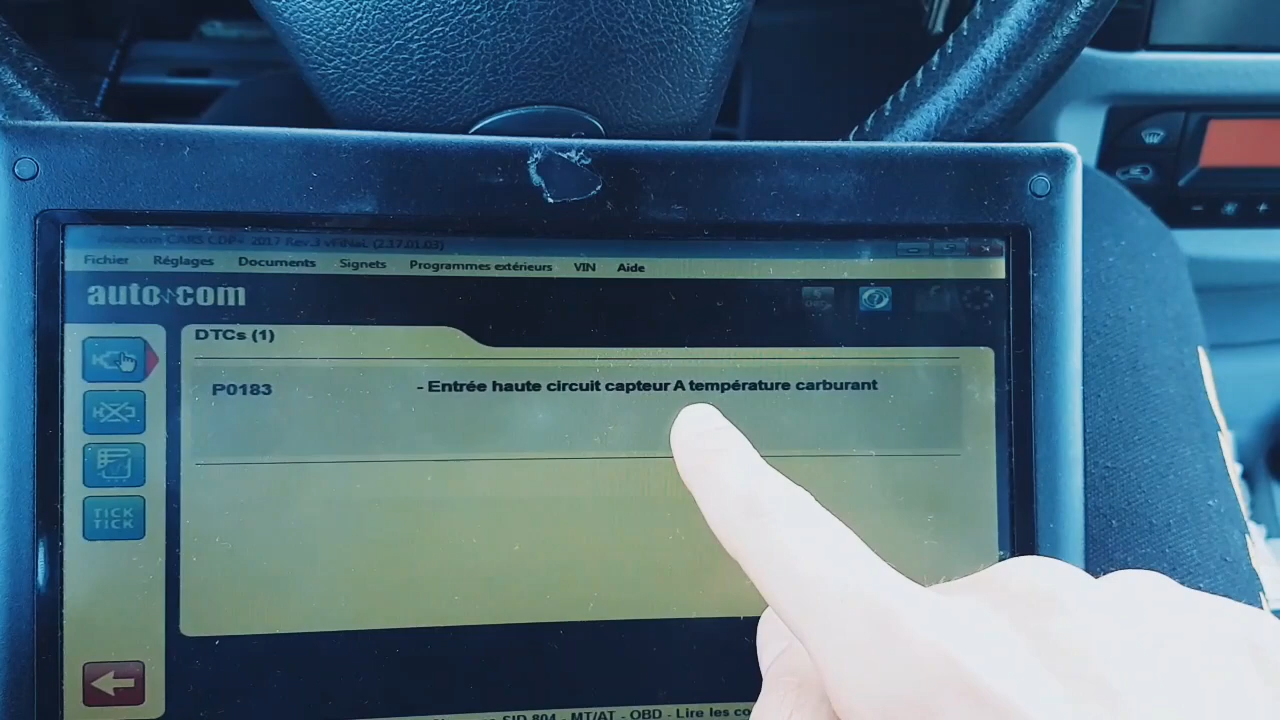 Autocom CARS CDP+ 2017 Rev.3 vFiNaL (2.17.01.03)
Fichier Réglages Documents Signets Programmes extérieurs VIN Aide
auto com
DTCs (1)
P0183 - Entrée haute circuit capteur A température carburant
TICK
TICK
SID 804 - MT/AT - OBD - Lire les